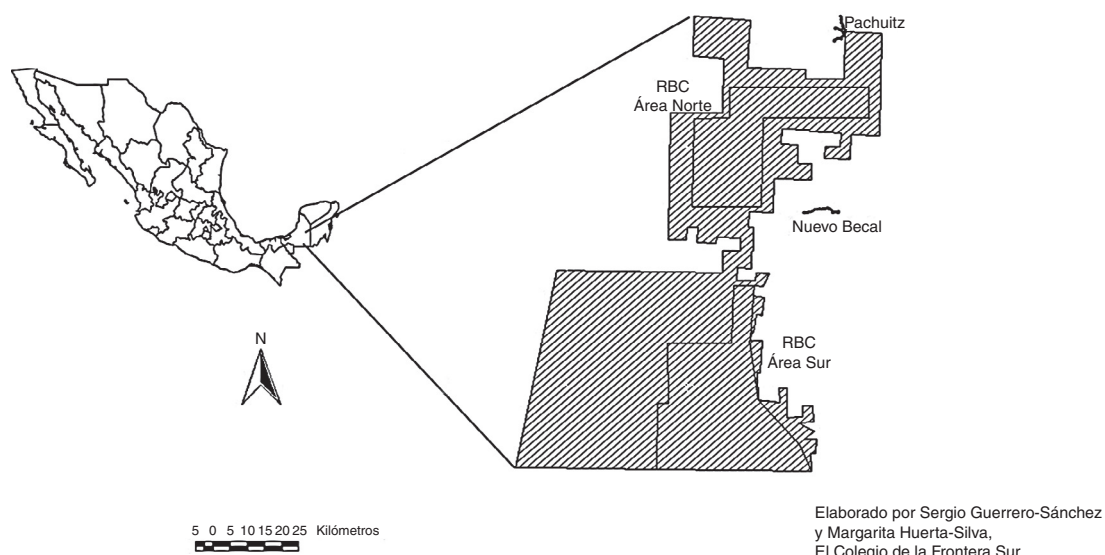 Pachuitz
RBC
Área Norte
Nuevo Becal
RBC
Área Sur
N
5 0 5 10 15 20 25 Kilómetros
Elaborado por Sergio Guerrero-Sánchez
y Margarita Huerta-Silva,
El Colegio de la Frontera Sur